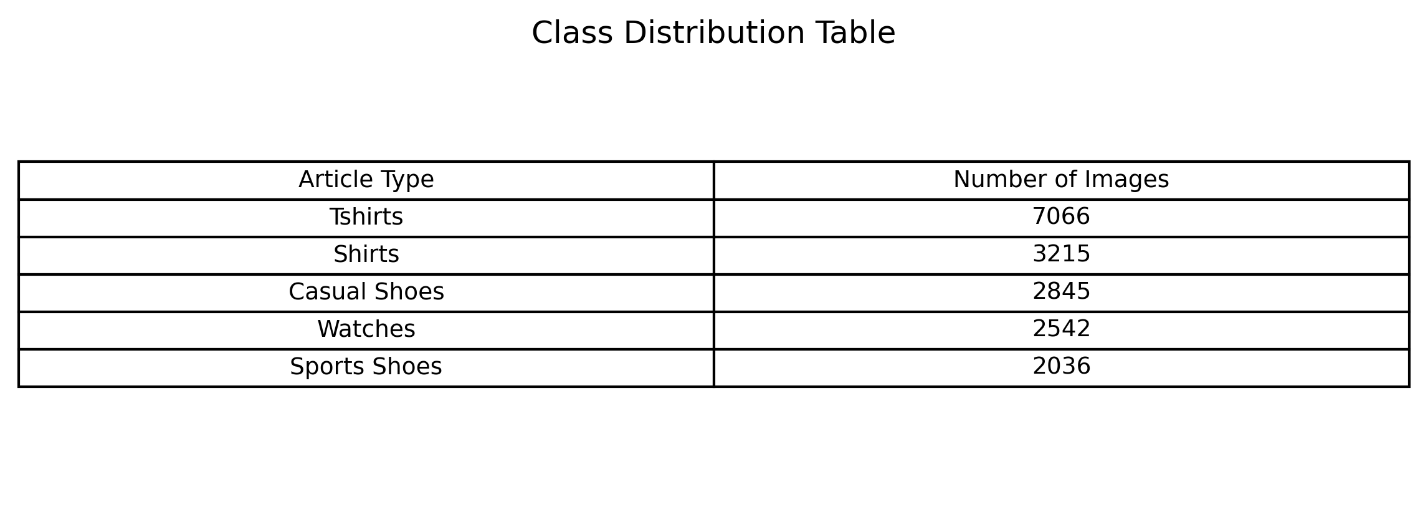 Class Distribution Table
Article Type Number of Images
Tshirts 7066
Shirts 3215
Casual Shoes 2845
Watches 2542
Sports Shoes 2036